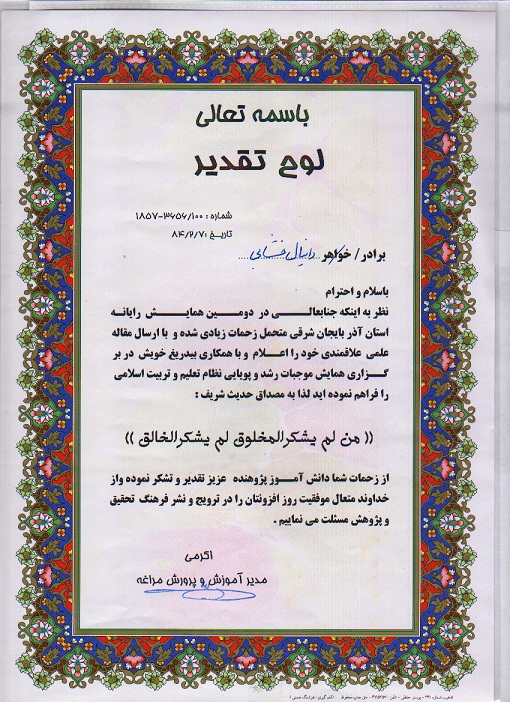 باسمه تعالی
لوح تقدیر
شماره : ۱۸۵۷-۳۶۵۶/۱۰۰
تاریخ : ۸۴/۲/۷
برادر/ خواهر دانیال
باسلام و احترام
نظر به اینکه جنابعالی در دومین همایش رایانه
استان آذر بایجان شرقی متحمل زحمات زیادی شده و با ارسال مقاله
علمی علاقمندی خود را اعلام و با همکاری بیدریغ خویش در بر
گزاری همایش موجبات رشد و پویایی نظام تعلیم و تربیت اسلامی
را فراهم نموده اید لذا به مصداق حدیث شریف :
(( من لم یشکرالمخلوق لم یشکرالخالق ))
از زحمات شما دانش آموز پژوهنده عزیز تقدیر و تشکر نموده واز
خداوند متعال موفقیت روز افزونتان را در ترویج و نشر فرهنگ تحقیق
و پژوهش مسئلت می نماییم .
اکرمی
مدیر آموزش و پرورش مراغه